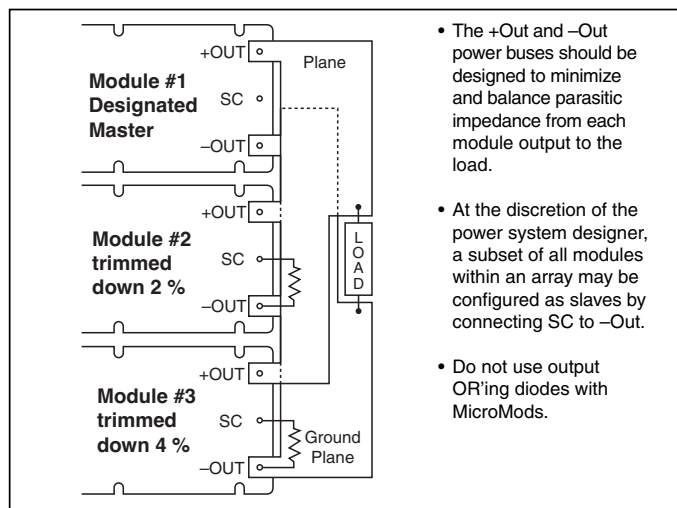 +OUT
Plane
Module #1
Designated
Master
SC
–OUT
+OUT
Module #2
trimmed
down 2 %
SC
–OUT
LOAD
+OUT
Module #3
trimmed
down 4 %
SC
Ground
Plane
–OUT
• The +Out and –Out
power buses should be
designed to minimize
and balance parasitic
impedance from each
module output to the
load.
• At the discretion of the
power system designer,
a subset of all modules
within an array may be
configured as slaves by
connecting SC to –Out.
• Do not use output
OR'ing diodes with
MicroMods.